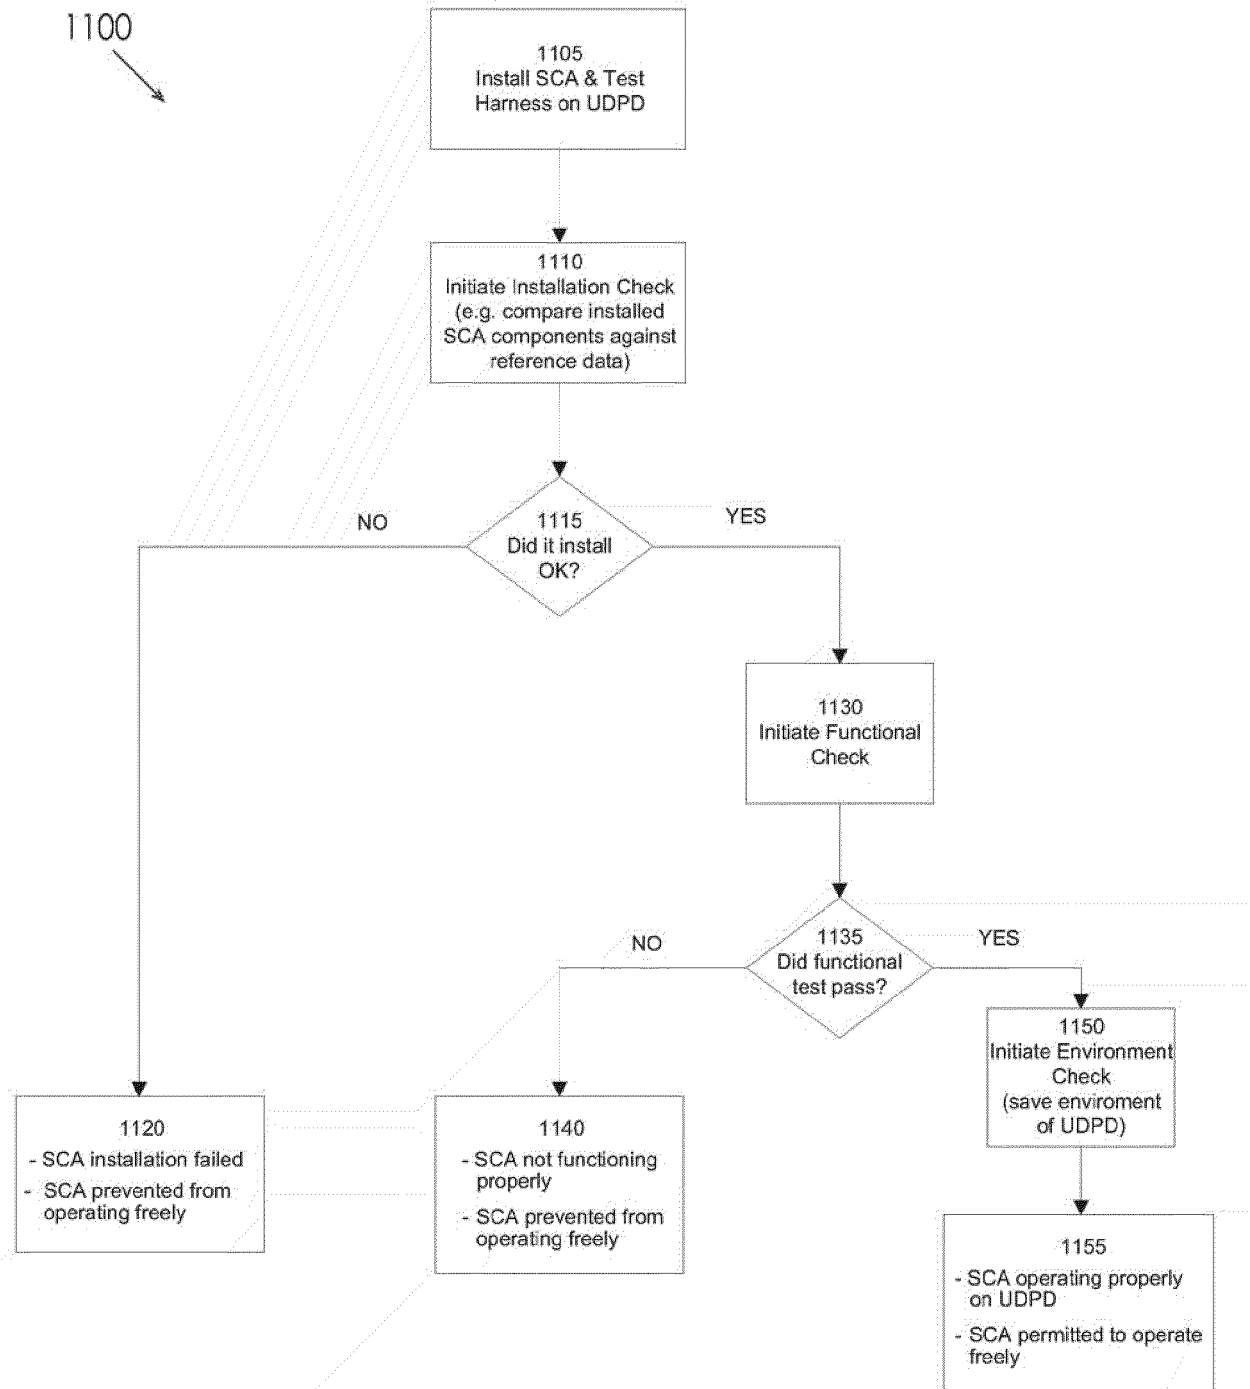 1100
1105
Install SCA & Test
Harness on UDPD
1110
Initiate Installation Check
(e.g. compare installed
SCA components against
reference data)
NO
1115
Did it install
OK?
YES
1130
Initiate Functional
Check
NO
1135
Did functional
test pass?
YES
1150
Initiate Environment
Check
(save enviroment
of UDPD)
1120
- SCA installation failed
- SCA prevented from
operating freely
1140
- SCA not functioning
properly
- SCA prevented from
operating freely
1155
- SCA operating properly
on UDPD
- SCA permitted to operate
freely